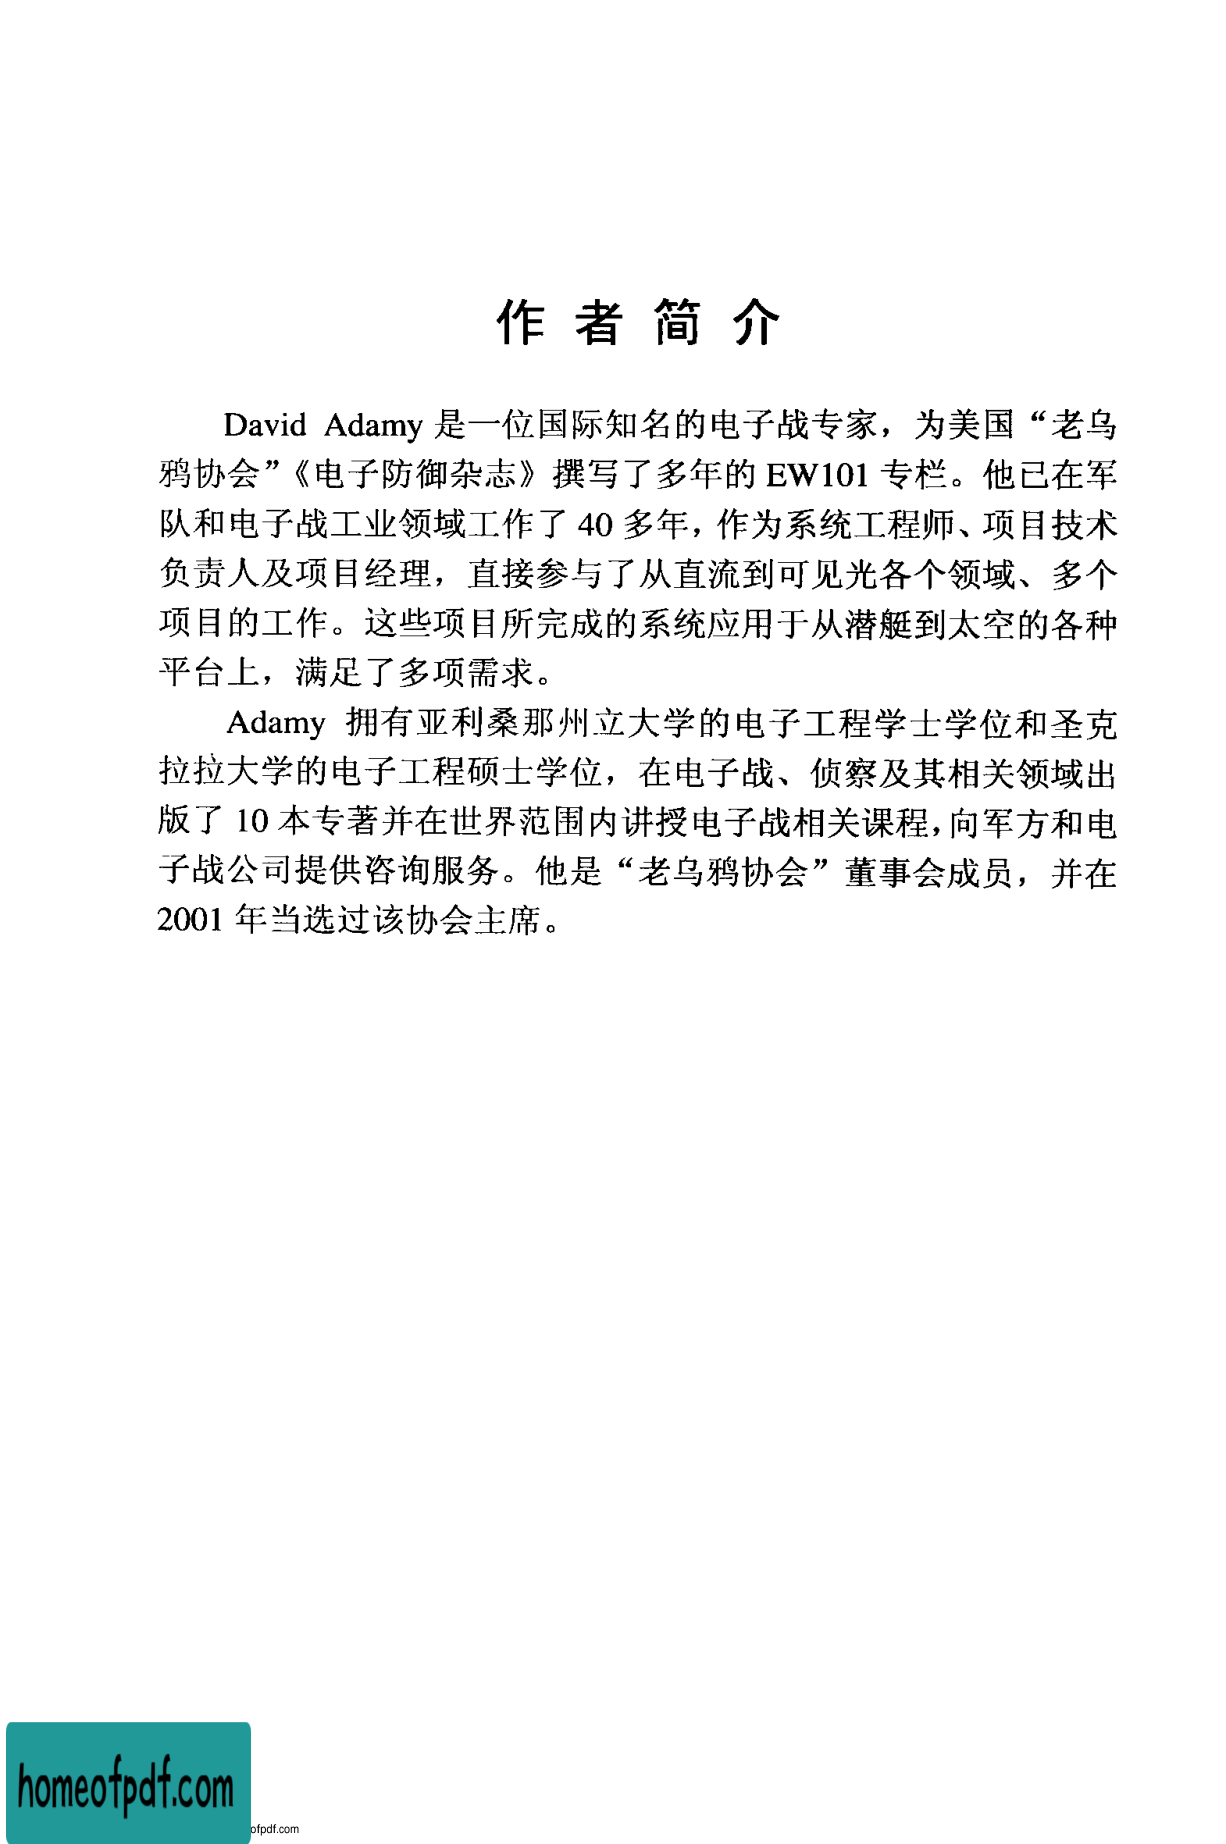 作者简介
David Adamy 是一位国际知名的电子战专家，为美国“老乌
鸦协会”《电子防御杂志》撰写了多年的 EW101 专栏。他已在军
队和电子战工业领域工作了 40 多年，作为系统工程师、项目技术
负责人及项目经理，直接参与了从直流到可见光各个领域、多个
项目的工作。这些项目所完成的系统应用于从潜艇到太空的各种
平台上，满足了多项需求。
Adamy 拥有亚利桑那州立大学的电子工程学士学位和圣克
拉拉大学的电子工程硕士学位，在电子战、侦察及其相关领域出
版了 10 本专著并在世界范围内讲授电子战相关课程，向军方和电
子战公司提供咨询服务。他是“老乌鸦协会”董事会成员，并在
2001 年当选过该协会主席。
homeofpdf.com
ofpdf.com